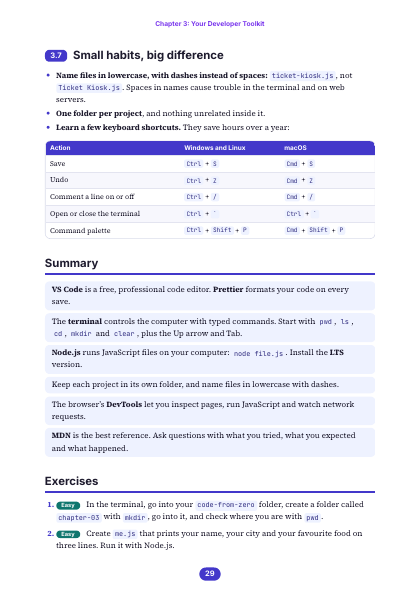 Chapter 3: Your Developer Toolkit
3.7 Small habits, big difference
• Name files in lowercase, with dashes instead of spaces: ticket-kiosk.js, not
Ticket Kiosk.js. Spaces in names cause trouble in the terminal and on web
servers.
• One folder per project, and nothing unrelated inside it.
• Learn a few keyboard shortcuts. They save hours over a year:
Action Windows and Linux macOS
Save Ctrl + S Cmd + S
Undo Ctrl + Z Cmd + Z
Comment a line on or off Ctrl + / Cmd + /
Open or close the terminal Ctrl + ` Ctrl + `
Command palette Ctrl + Shift + P Cmd + Shift + P
Summary
VS Code is a free, professional code editor. Prettier formats your code on every
save.
The terminal controls the computer with typed commands. Start with pwd, ls,
cd, mkdir and clear, plus the Up arrow and Tab.
Node.js runs JavaScript files on your computer: node file.js. Install the LTS
version.
Keep each project in its own folder, and name files in lowercase with dashes.
The browser's DevTools let you inspect pages, run JavaScript and watch network
requests.
MDN is the best reference. Ask questions with what you tried, what you expected
and what happened.
Exercises
1. Easy In the terminal, go into your code-from-zero folder, create a folder called
chapter-03 with mkdir, go into it, and check where you are with pwd.
2. Easy Create me.js that prints your name, your city and your favourite food on
three lines. Run it with Node.js.
29